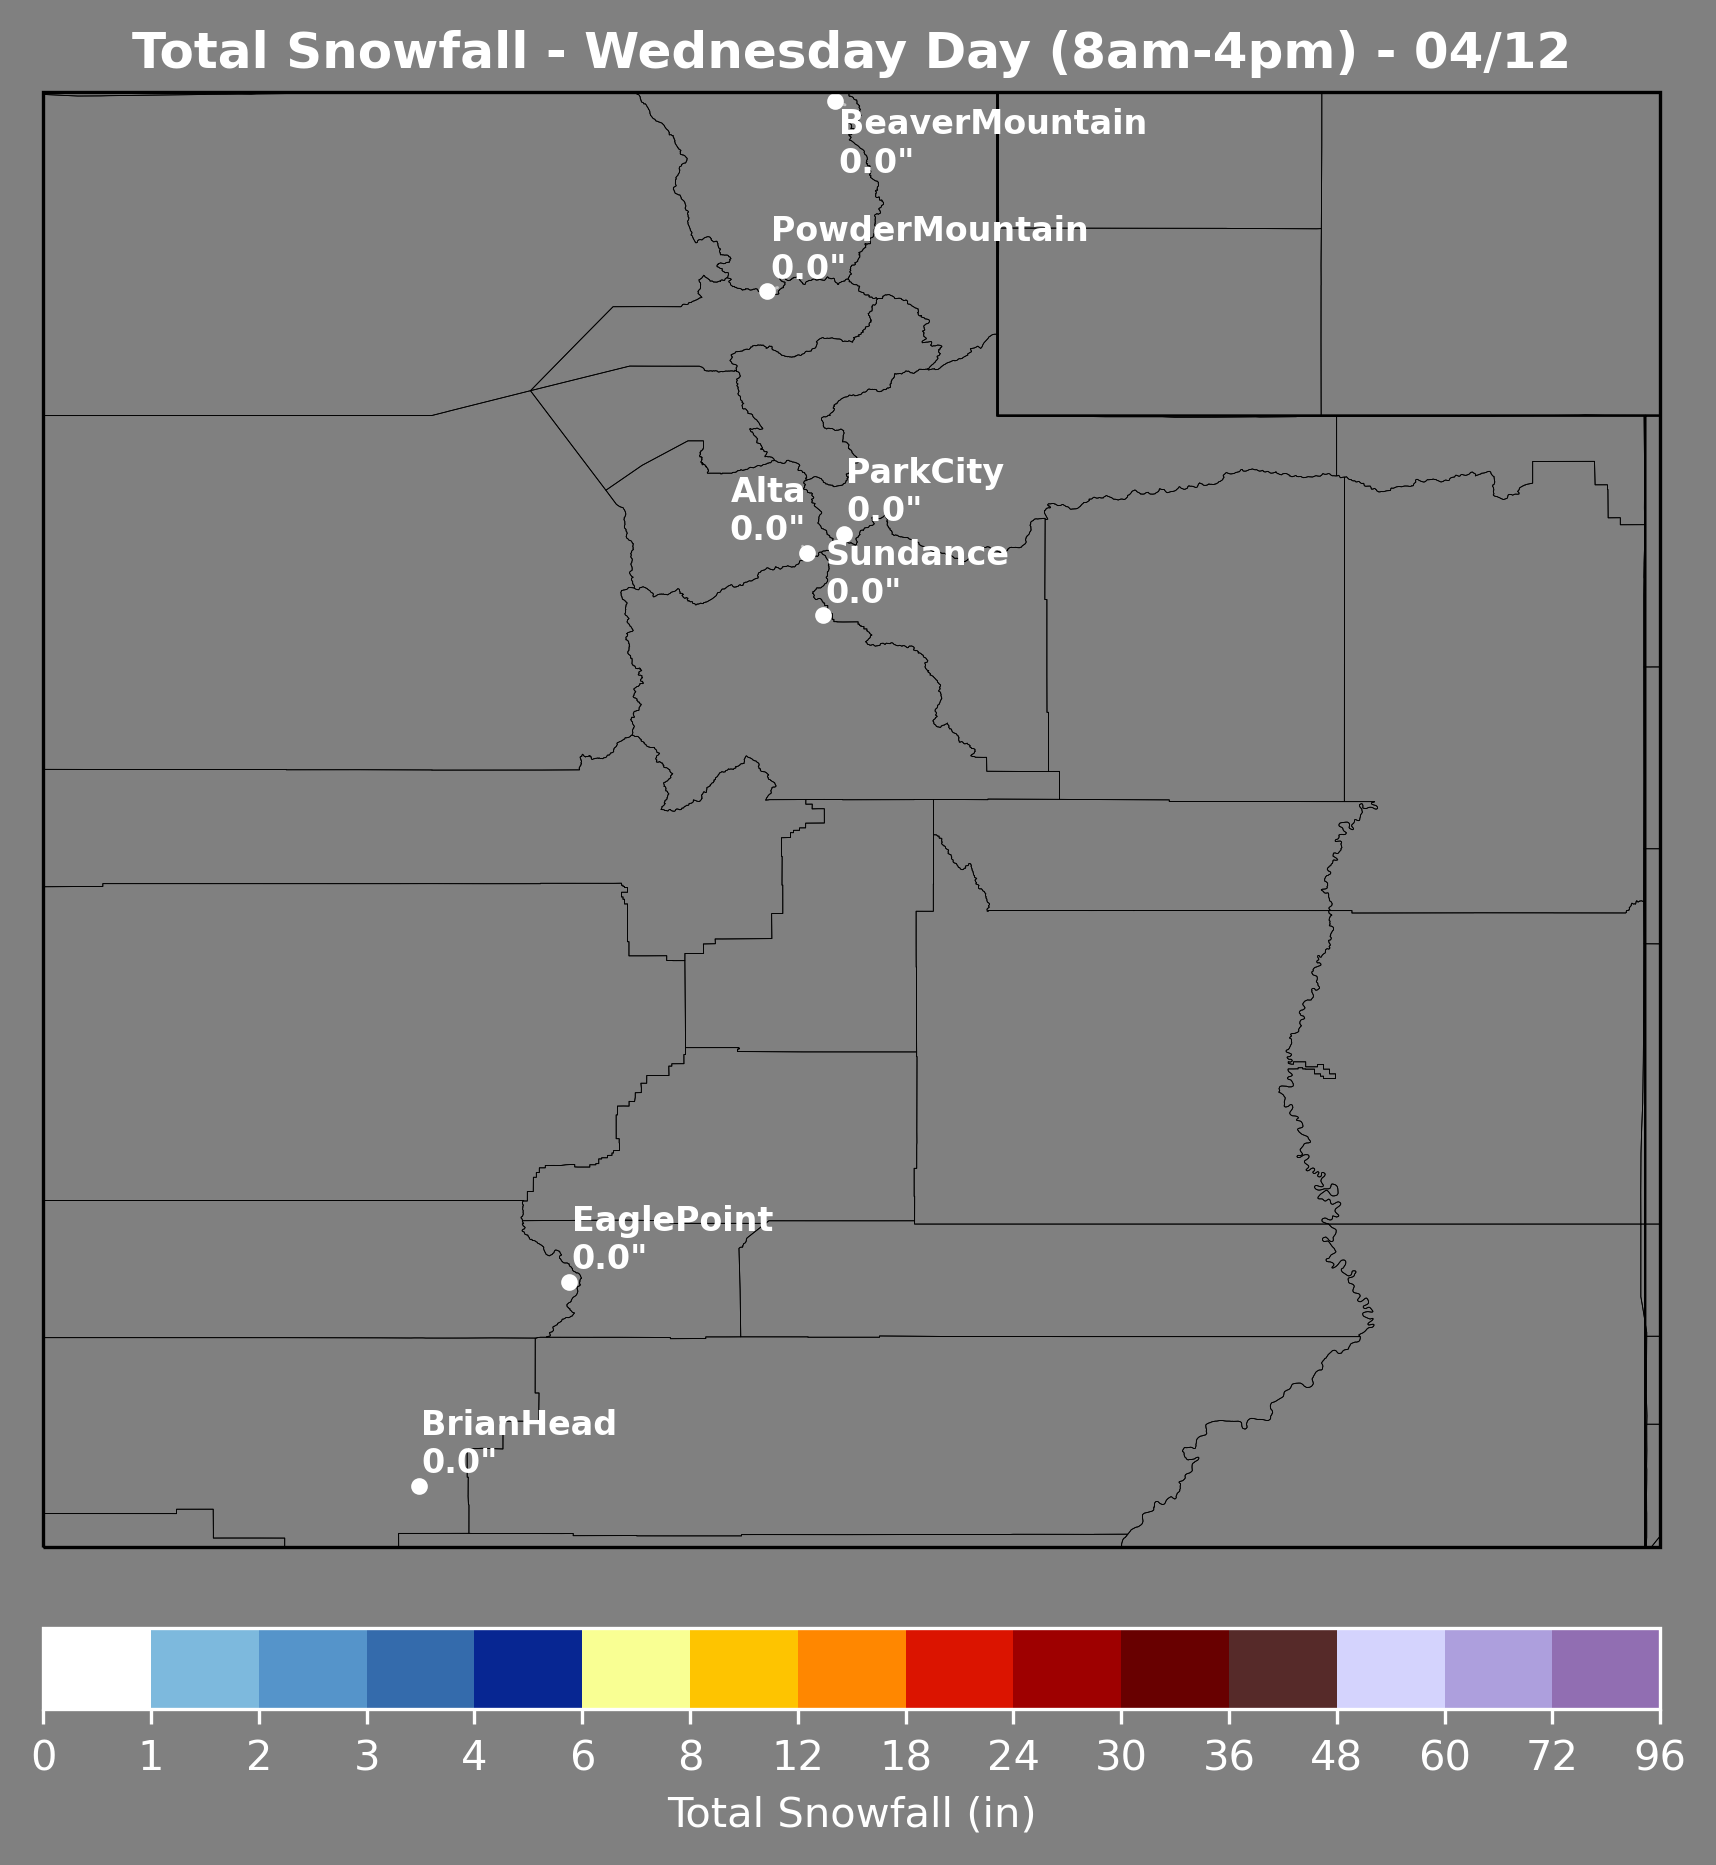 Total Snowfall - Wednesday Day (8am-4pm) - 04/12
BeaverMountain
0.0"
PowderMountain
0.0"
ParkCity
0.0"
Alta
0.0"
Sundance
0.0"
EaglePoint
0.0"
BrianHead
0.0"
0 1 2 3 4 6 8 12 18 24 30 36 48 60 72 96
Total Snowfall (in)